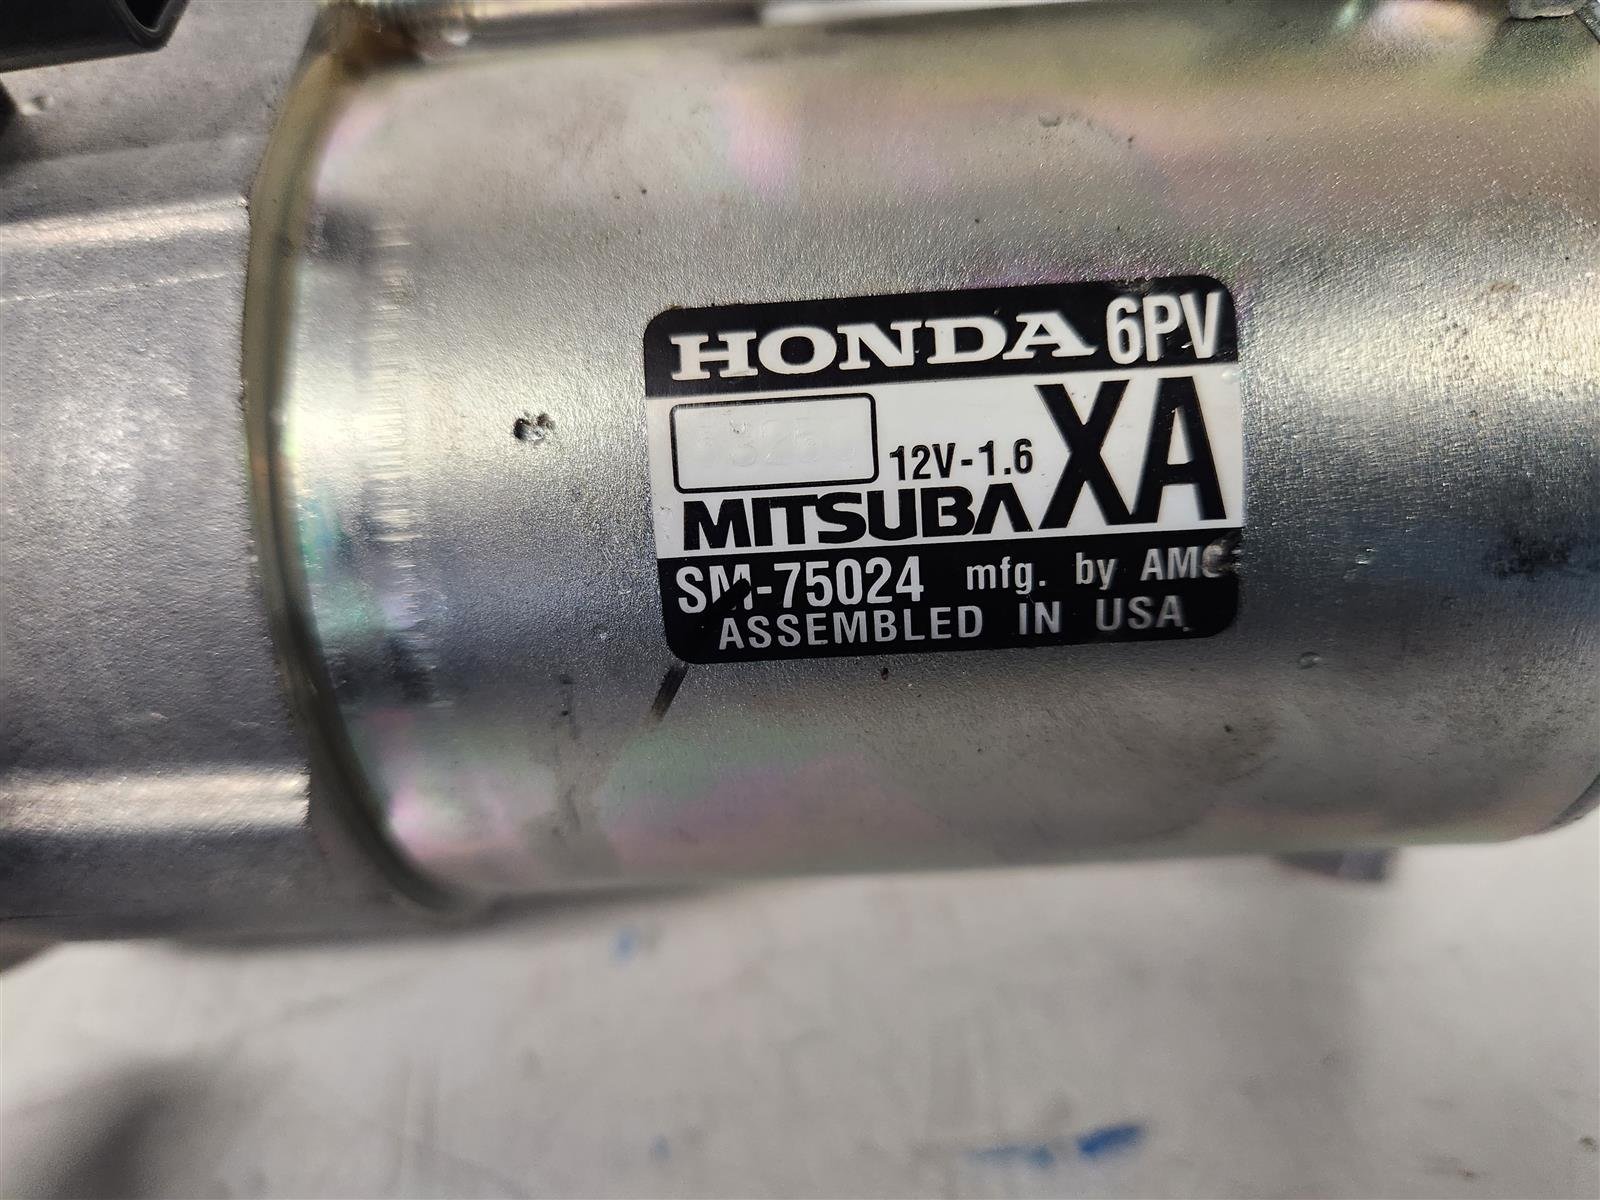 HONDA 6PV
12V-1.6 XA
MITSUBA
SM-75024 mfg. by AMC
ASSEMBLED IN USA